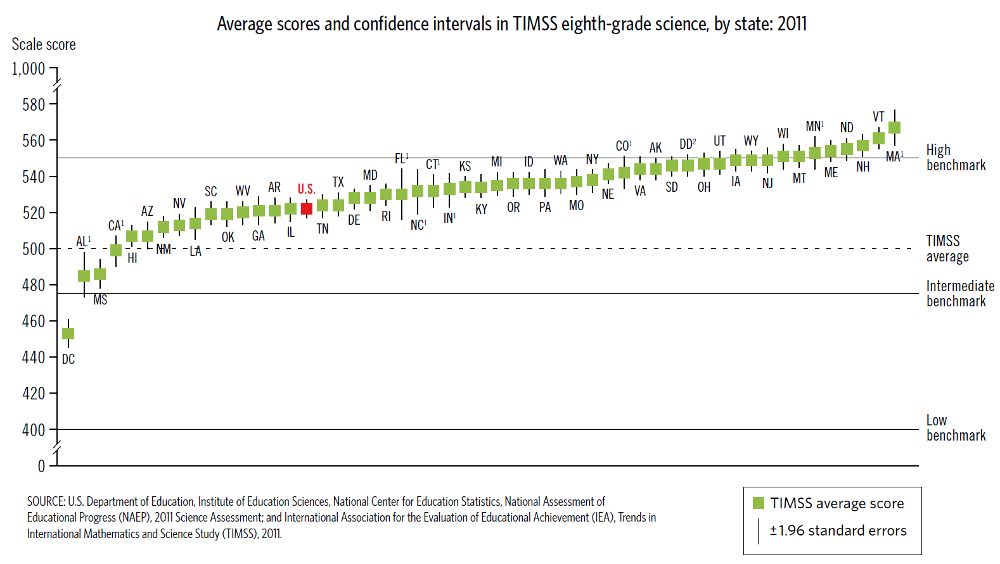 Average scores and confidence intervals in TIMSS eighth-grade science, by state: 2011
Scale score
1,000
580
560
540
520
500
480
460
440
420
400
0
DC
AL¹
MS
CA¹
HI
AZ
NM
NV
LA
SC
OK
WV
GA
AR
IL
U.S.
TN
TX
DE
MD
RI
FL¹
NC¹
CT¹
IN¹
KS
KY
MI
OR
ID
PA
WA
MO
NY
NE
CO¹
VA
AK
SD
DD²
OH
UT
IA
WY
NJ
WI
MT
MN¹
ME
ND
NH
VT
MA¹
High
benchmark
TIMSS
average
Intermediate
benchmark
Low
benchmark
SOURCE: U.S. Department of Education, Institute of Education Sciences, National Center for Education Statistics, National Assessment of
Educational Progress (NAEP), 2011 Science Assessment; and International Association for the Evaluation of Educational Achievement (IEA), Trends in
International Mathematics and Science Study (TIMSS), 2011.
TIMSS average score
±1.96 standard errors